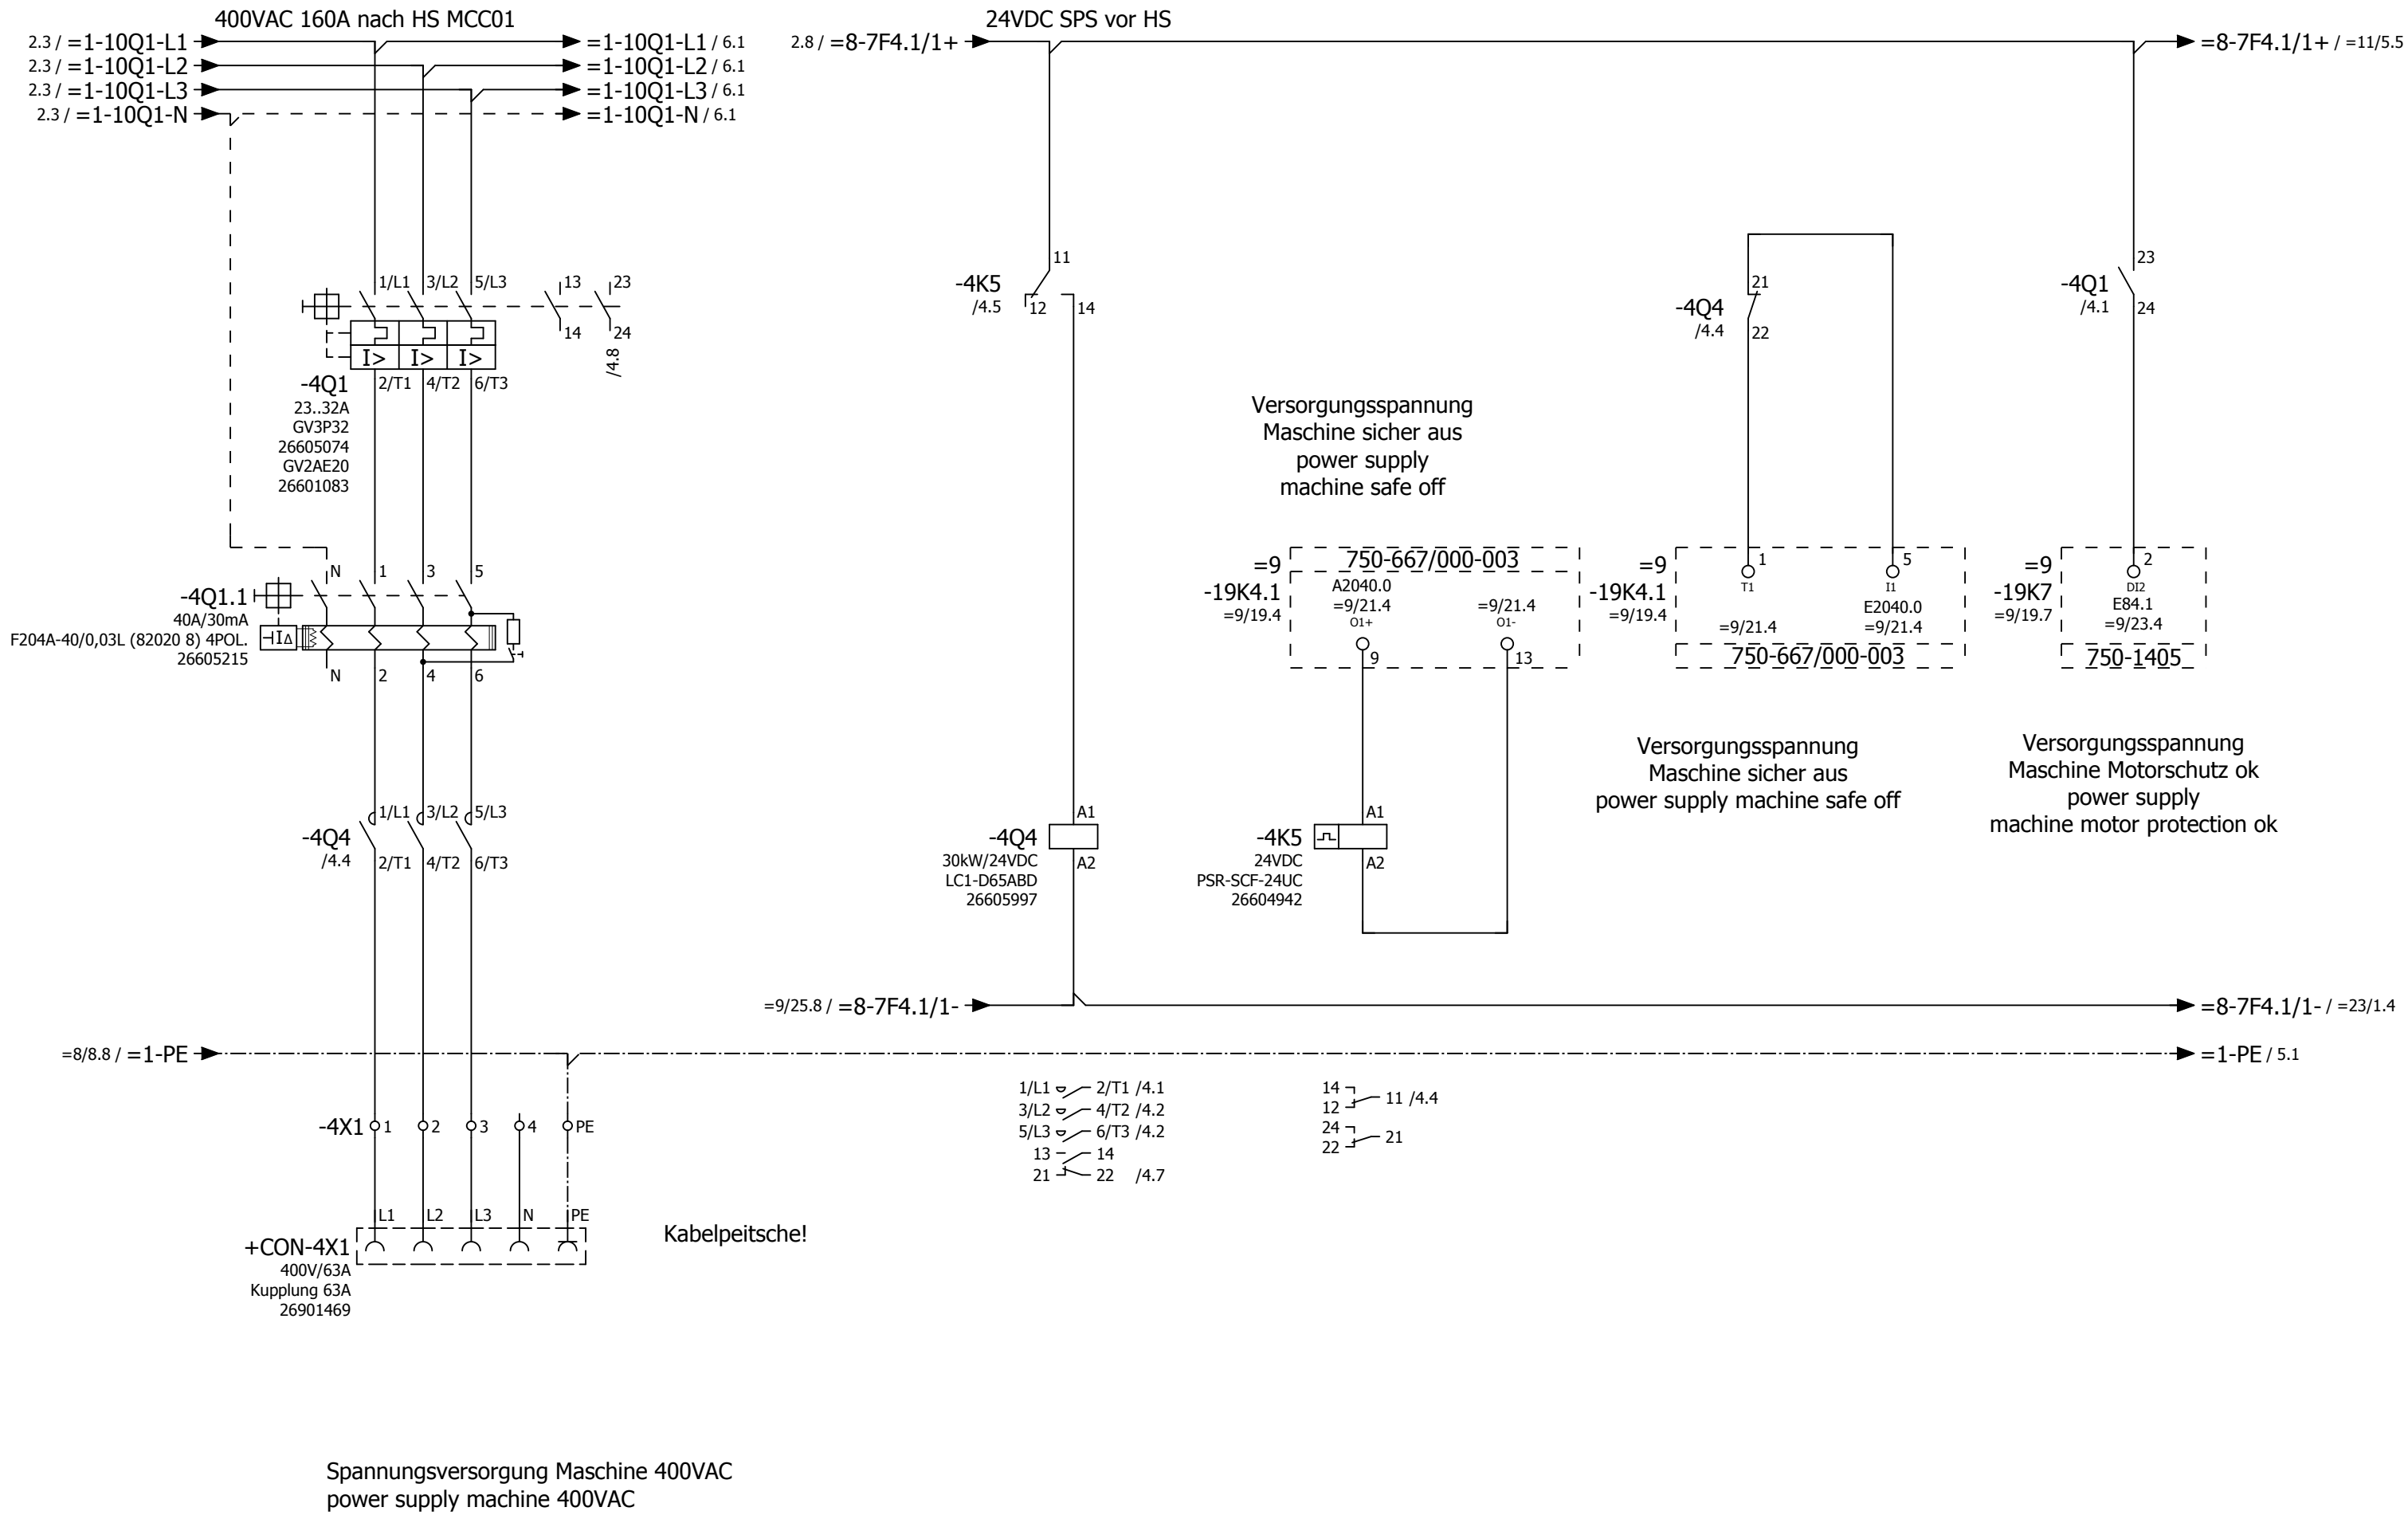 400VAC 160A nach HS MCC01
2.3 / =1-10Q1-L1
=1-10Q1-L1 / 6.1
2.3 / =1-10Q1-L2
=1-10Q1-L2 / 6.1
2.3 / =1-10Q1-L3
=1-10Q1-L3 / 6.1
2.3 / =1-10Q1-N
=1-10Q1-N / 6.1
24VDC SPS vor HS
2.8 / =8-7F4.1/1+
=8-7F4.1/1+ / =11/5.5
1/L1 3/L2 5/L3 13 23
14 24
/4.8
I> I> I>
-4Q1 2/T1 4/T2 6/T3
23..32A
GV3P32
26605074
GV2AE20
26601083
N 1 3 5
-4Q1.1
40A/30mA
F204A-40/0,03L (82020 8) 4POL.
26605215
I∆
N 2 4 6
1/L1 3/L2 5/L3
-4Q4
/4.4
2/T1 4/T2 6/T3
11
-4K5
/4.5
12 14
A1
-4Q4
30kW/24VDC
A2
LC1-D65ABD
26605997
Versorgungsspannung
Maschine sicher aus
power supply
machine safe off
=9
-19K4.1
=9/19.4
750-667/000-003
A2040.0
=9/21.4 =9/21.4
O1+ O1-
9 13
A1
-4K5
24VDC
A2
PSR-SCF-24UC
26604942
21
-4Q4
/4.4
22
=9
-19K4.1
=9/19.4
1 5
T1 I1
E2040.0
=9/21.4 =9/21.4
750-667/000-003
Versorgungsspannung
Maschine sicher aus
power supply machine safe off
23
-4Q1
/4.1
24
=9
-19K7
=9/19.7
2
DI2
E84.1
=9/23.4
750-1405
Versorgungsspannung
Maschine Motorschutz ok
power supply
machine motor protection ok
=9/25.8 / =8-7F4.1/1-
=8-7F4.1/1- / =23/1.4
=8/8.8 / =1-PE
=1-PE / 5.1
1/L1 2/T1 /4.1
3/L2 4/T2 /4.2
5/L3 6/T3 /4.2
13 14
21 22 /4.7
14
12 11 /4.4
24
22 21
-4X1 1 2 3 4 PE
L1 L2 L3 N PE
+CON-4X1
400V/63A
Kupplung 63A
26901469
Kabelpeitsche!
Spannungsversorgung Maschine 400VAC
power supply machine 400VAC